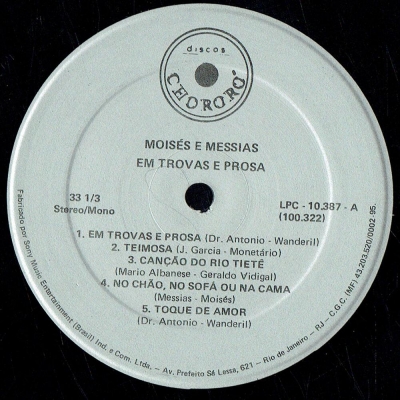 discos
CHORORÓ
MOISÉS E MESSIAS
EM TROVAS E PROSA
33 1/3
Stereo/Mono
LPC - 10.387 - A
(100.322)
1. EM TROVAS E PROSA (Dr. Antonio - Wanderil)
2. TEIMOSA (J. Garcia - Monetário)
3. CANÇÃO DO RIO TIETÊ
(Mario Albanese - Geraldo Vidigal)
4. NO CHÃO, NO SOFÁ OU NA CAMA
(Messias - Moisés)
5. TOQUE DE AMOR
(Dr. Antonio - Wanderil)
Fabricado por Sony Music Entertainment (Brasil) Ind. e Com. Ltda. - Av. Prefeito Sá Lessa, 621 - Rio de Janeiro - RJ - C.G.C. (MF) 43.203.520/0002-95.